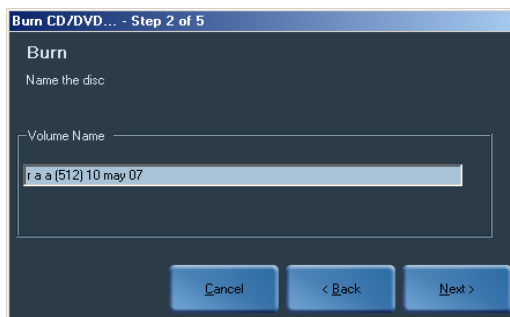 Burn CD/DVD... - Step 2 of 5
Burn
Name the disc
Volume Name
r a a (512) 10 may 07
Cancel
< Back
Next >